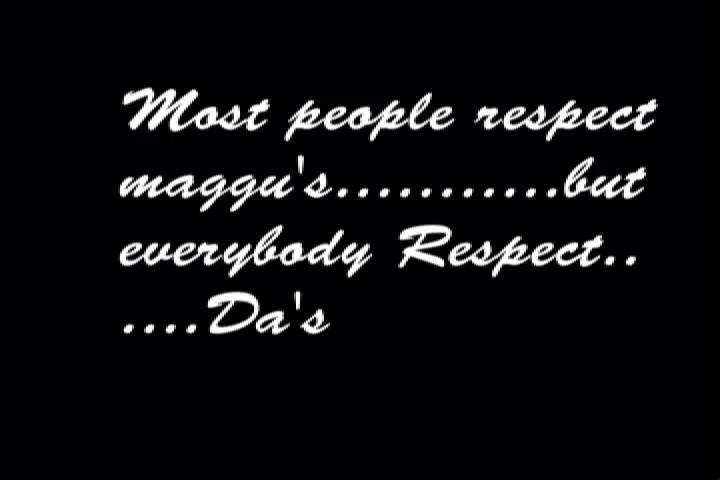 Most people respect
maggu's...........but
everybody Respect..
....Da's